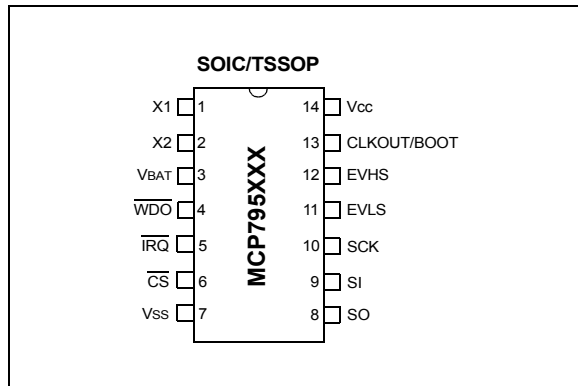 SOIC/TSSOP
X1 1 14 Vcc
X2 2 13 CLKOUT/BOOT
VBAT 3 12 EVHS
WDO 4 11 EVLS
IRQ 5 10 SCK
CS 6 9 SI
Vss 7 8 SO
MCP795XXX